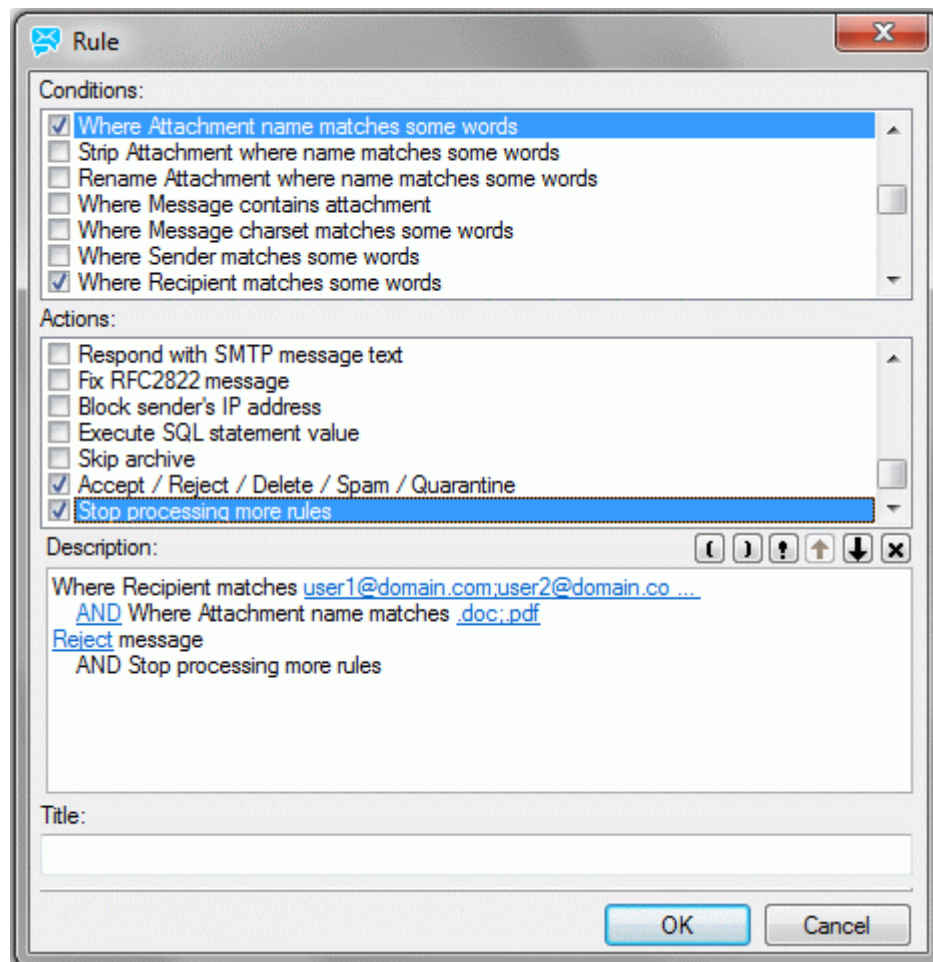 Rule
Conditions:
Where Attachment name matches some words
Strip Attachment where name matches some words
Rename Attachment where name matches some words
Where Message contains attachment
Where Message charset matches some words
Where Sender matches some words
Where Recipient matches some words
Actions:
Respond with SMTP message text
Fix RFC2822 message
Block sender's IP address
Execute SQL statement value
Skip archive
Accept / Reject / Delete / Spam / Quarantine
Stop processing more rules
Description:
Where Recipient matches user1@domain.com;user2@domain.co ...
AND Where Attachment name matches .doc;.pdf
Reject message
AND Stop processing more rules
Title:
OK Cancel